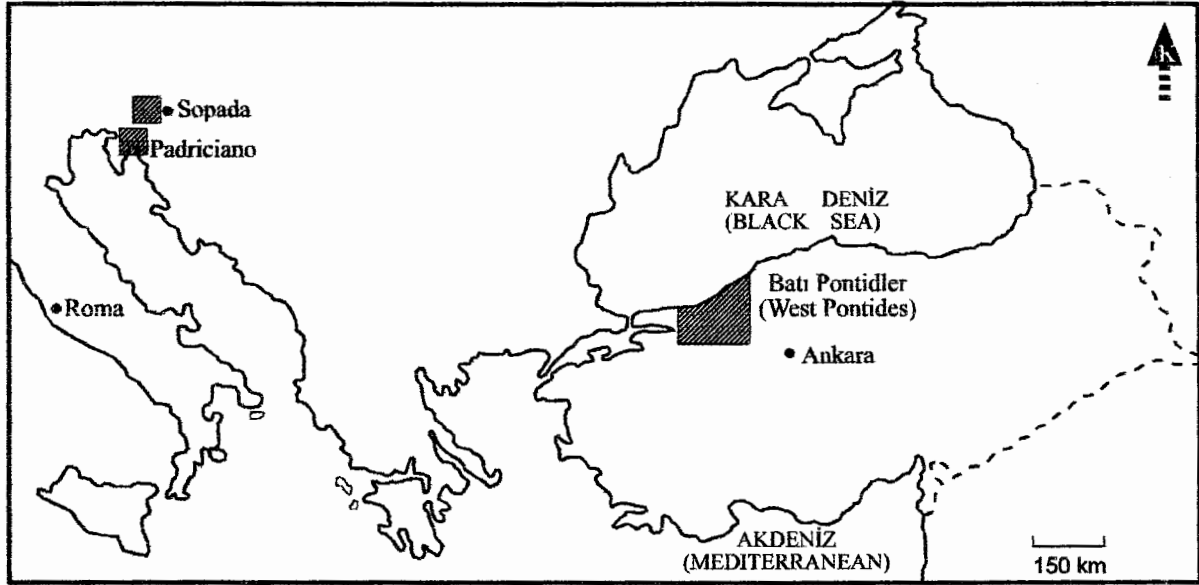 K
Sopada
Padriciano
KARA DENİZ
(BLACK SEA)
Batı Pontidler
(West Pontides)
Roma
Ankara
AKDENİZ
(MEDITERRANEAN)
150 km